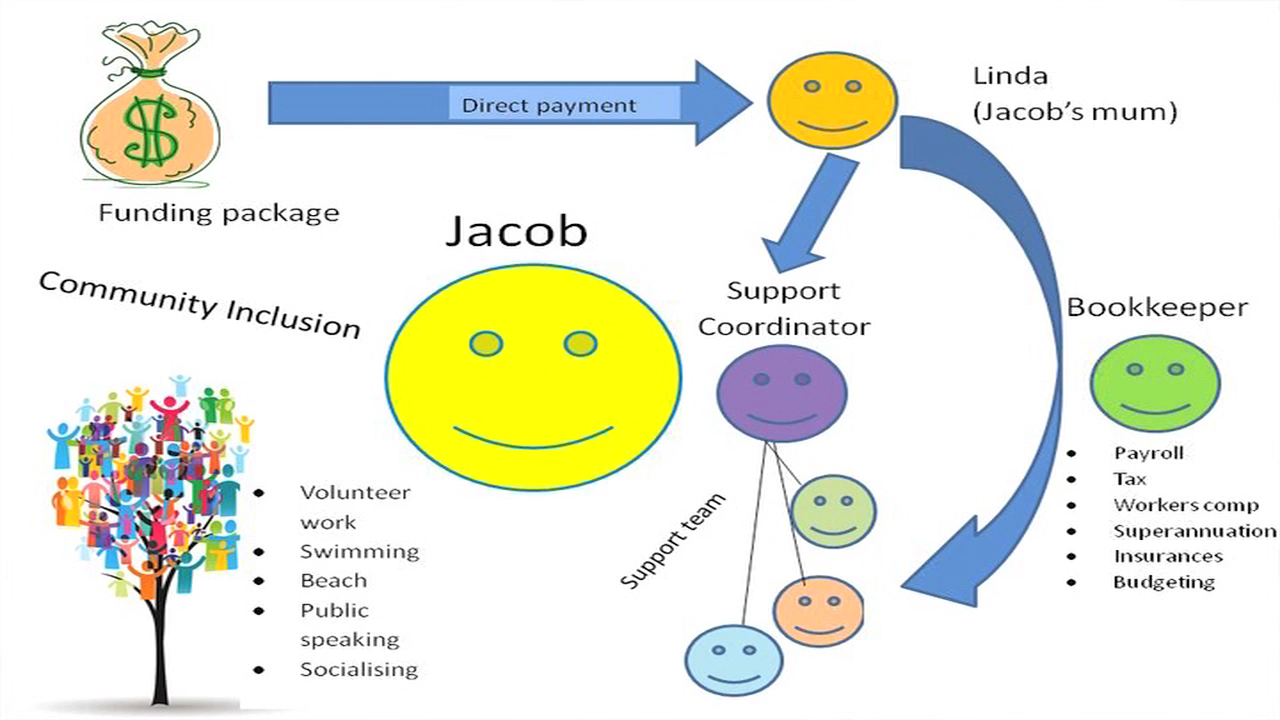 Direct payment
Linda
(Jacob's mum)
Funding package
Jacob
Community Inclusion
Support
Coordinator
Bookkeeper
Payroll
Tax
Workers comp
Superannuation
Insurances
Budgeting
Support team
Volunteer
work
Swimming
Beach
Public
speaking
Socialising